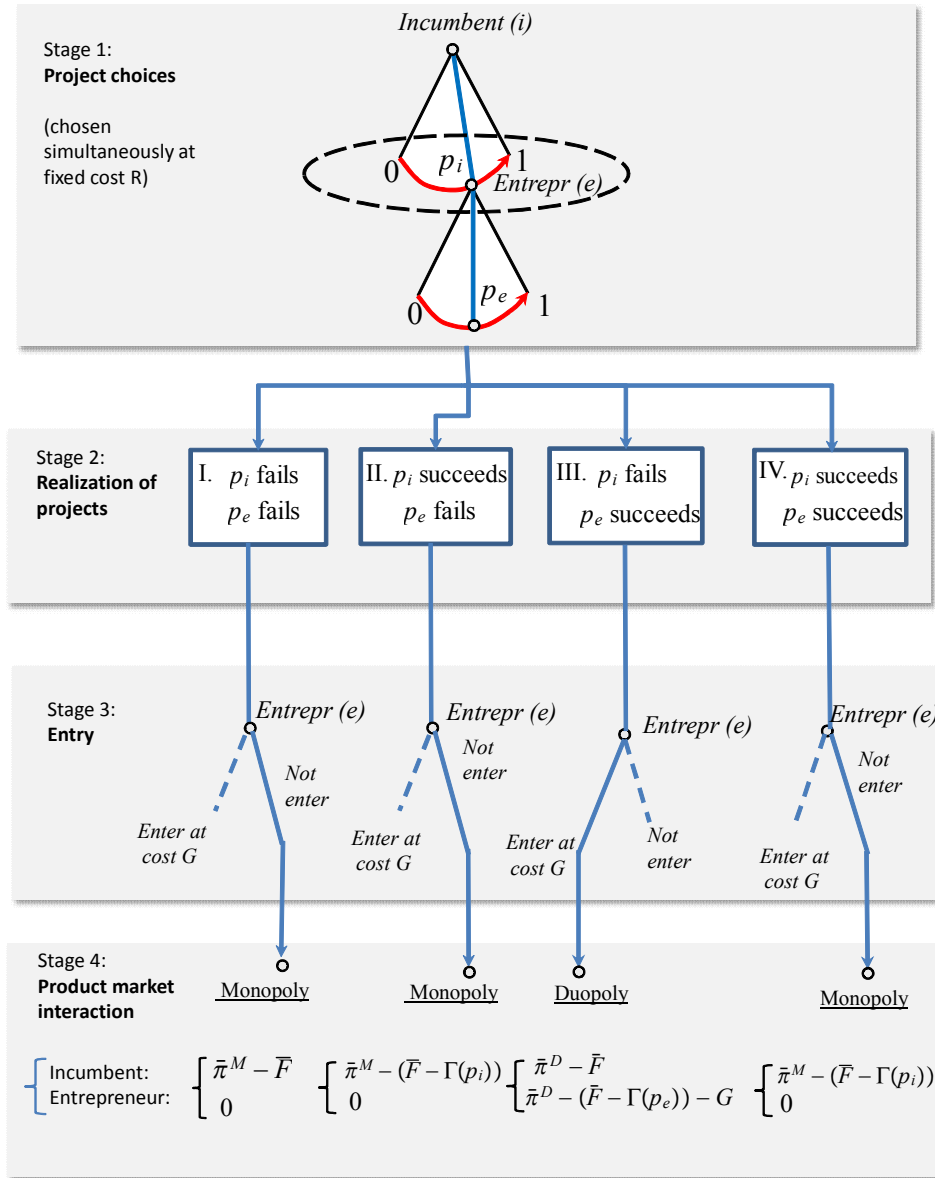 Incumbent (i)
Stage 1:
Project choices
(chosen
simultaneously at
fixed cost R)
0
p_i
1
Entrepr (e)
0
p_e
1
Stage 2:
Realization of
projects
I. p_i fails
p_e fails
II. p_i succeeds
p_e fails
III. p_i fails
p_e succeeds
IV. p_i succeeds
p_e succeeds
Stage 3:
Entry
Entrepr (e)
Not
enter
Enter at
cost G
Entrepr (e)
Not
enter
Enter at
cost G
Entrepr (e)
Enter at
cost G
Not
enter
Entrepr (e)
Not
enter
Enter at
cost G
Stage 4:
Product market
interaction
Monopoly
Monopoly
Duopoly
Monopoly
Incumbent:
Entrepreneur:
π̄^M − F̄
0
π̄^M − (F̄ − Γ(p_i))
0
π̄^D − F̄
π̄^D − (F̄ − Γ(p_e)) − G
π̄^M − (F̄ − Γ(p_i))
0